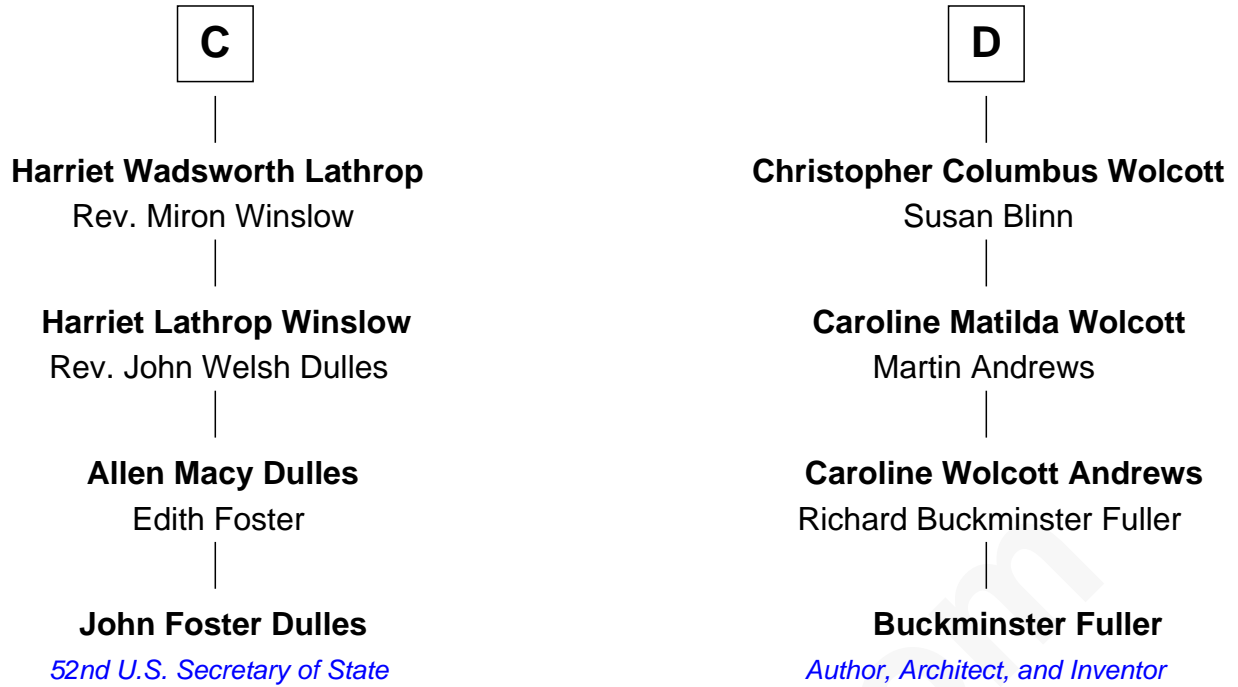 C
Harriet Wadsworth Lathrop
Rev. Miron Winslow
Harriet Lathrop Winslow
Rev. John Welsh Dulles
Allen Macy Dulles
Edith Foster
John Foster Dulles
52nd U.S. Secretary of State
D
Christopher Columbus Wolcott
Susan Blinn
Caroline Matilda Wolcott
Martin Andrews
Caroline Wolcott Andrews
Richard Buckminster Fuller
Buckminster Fuller
Author, Architect, and Inventor
om